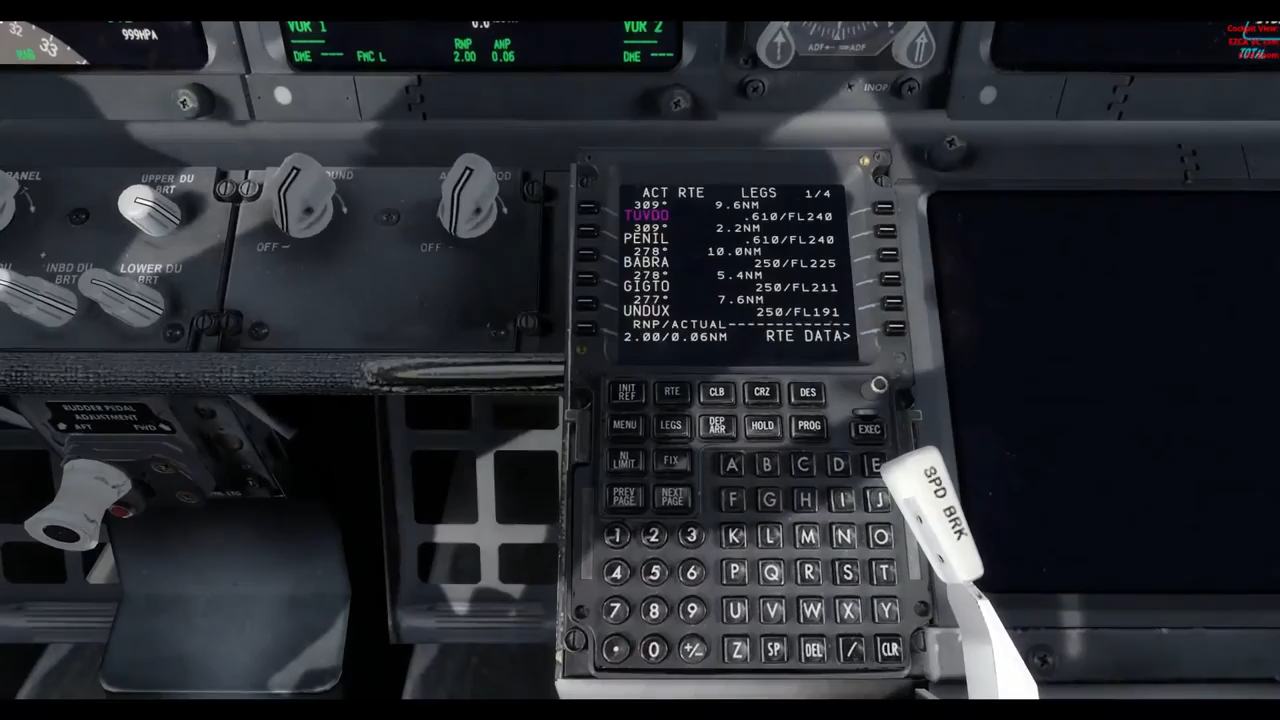 VOR 1
VOR 2
999HPA
32
33
RNP
ANP
DME ---
FMC L
2.00
0.06
DME ---
ADF
ADF
INOP
Cockpit View
UPPER DU
BRT
INBD DU
BRT
LOWER DU
BRT
OFF
OFF
ACT RTE LEGS 1/4
309° 9.6NM
TUVDO .610/FL240
309° 2.2NM
PENIL .610/FL240
278° 10.0NM
BABRA 250/FL225
278° 5.4NM
GIGTO 250/FL211
277° 7.6NM
UNDUX 250/FL191
RNP/ACTUAL-------------
2.00/0.06NM RTE DATA>
INIT
REF
RTE
CLB
CRZ
DES
MENU
LEGS
DEP
ARR
HOLD
PROG
EXEC
N1
LIMIT
FIX
A B C D E
PREV
PAGE
NEXT
PAGE
F G H I J
1 2 3 K L M N O
4 5 6 P Q R S T
7 8 9 U V W X Y
. 0 +/- Z SP DEL / CLR
SPD BRK
RUDDER PEDAL
ADJUSTMENT
AFT FWD